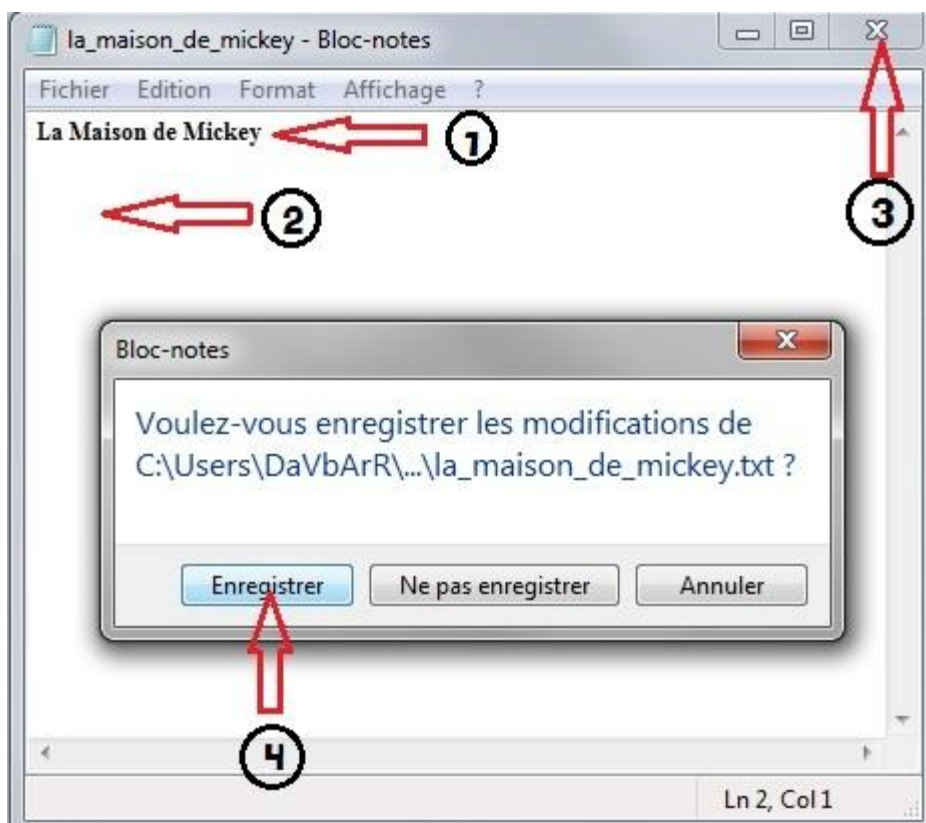 la_maison_de_mickey - Bloc-notes
Fichier Edition Format Affichage ?
La Maison de Mickey
1
2
3
Bloc-notes
Voulez-vous enregistrer les modifications de
C:\Users\DaVbArR\...\la_maison_de_mickey.txt ?
Enregistrer Ne pas enregistrer Annuler
4
Ln 2, Col 1